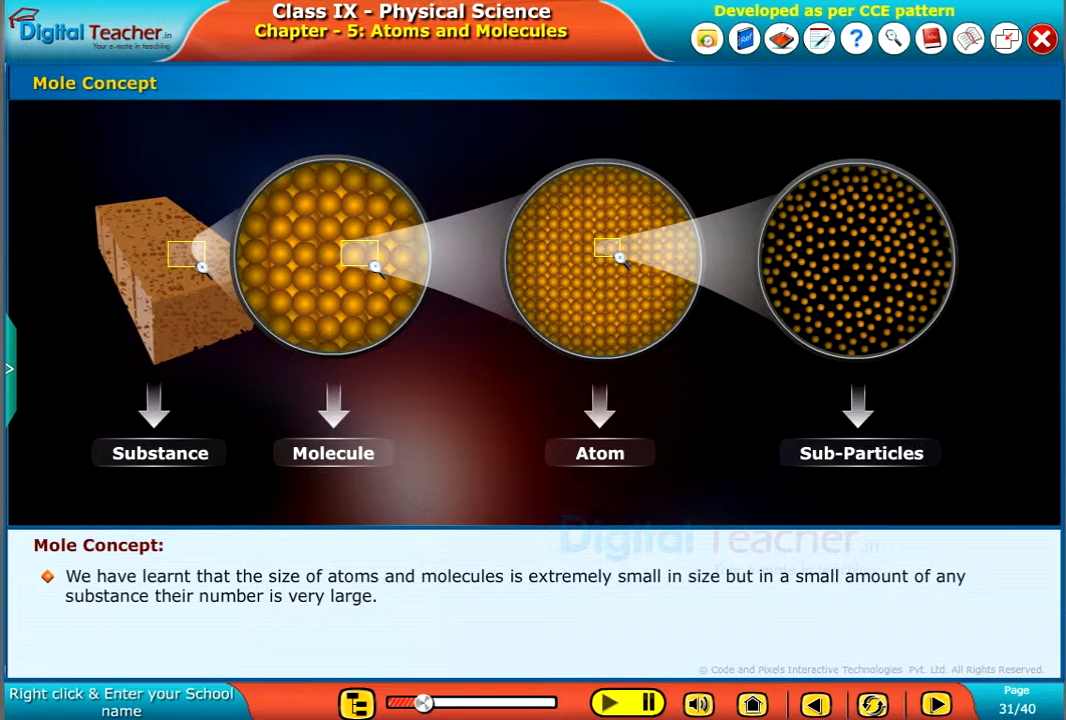 Digital Teacher.in
Your e-mate in teaching
Class IX - Physical Science
Chapter - 5: Atoms and Molecules
Developed as per CCE pattern
Ref
Abc
?
Mole Concept
>
Substance
Molecule
Atom
Sub-Particles
Digital Teacher.in
Mole Concept:
We have learnt that the size of atoms and molecules is extremely small in size but in a small amount of any
substance their number is very large.
© Code and Pixels Interactive Technologies Pvt. Ltd. All Rights Reserved.
Right click & Enter your School
name
Page
31/40